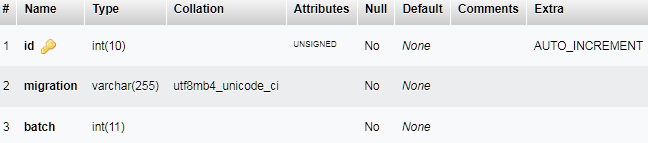 # Name Type Collation Attributes Null Default Comments Extra
1 id int(10) UNSIGNED No None AUTO_INCREMENT
2 migration varchar(255) utf8mb4_unicode_ci No None
3 batch int(11) No None